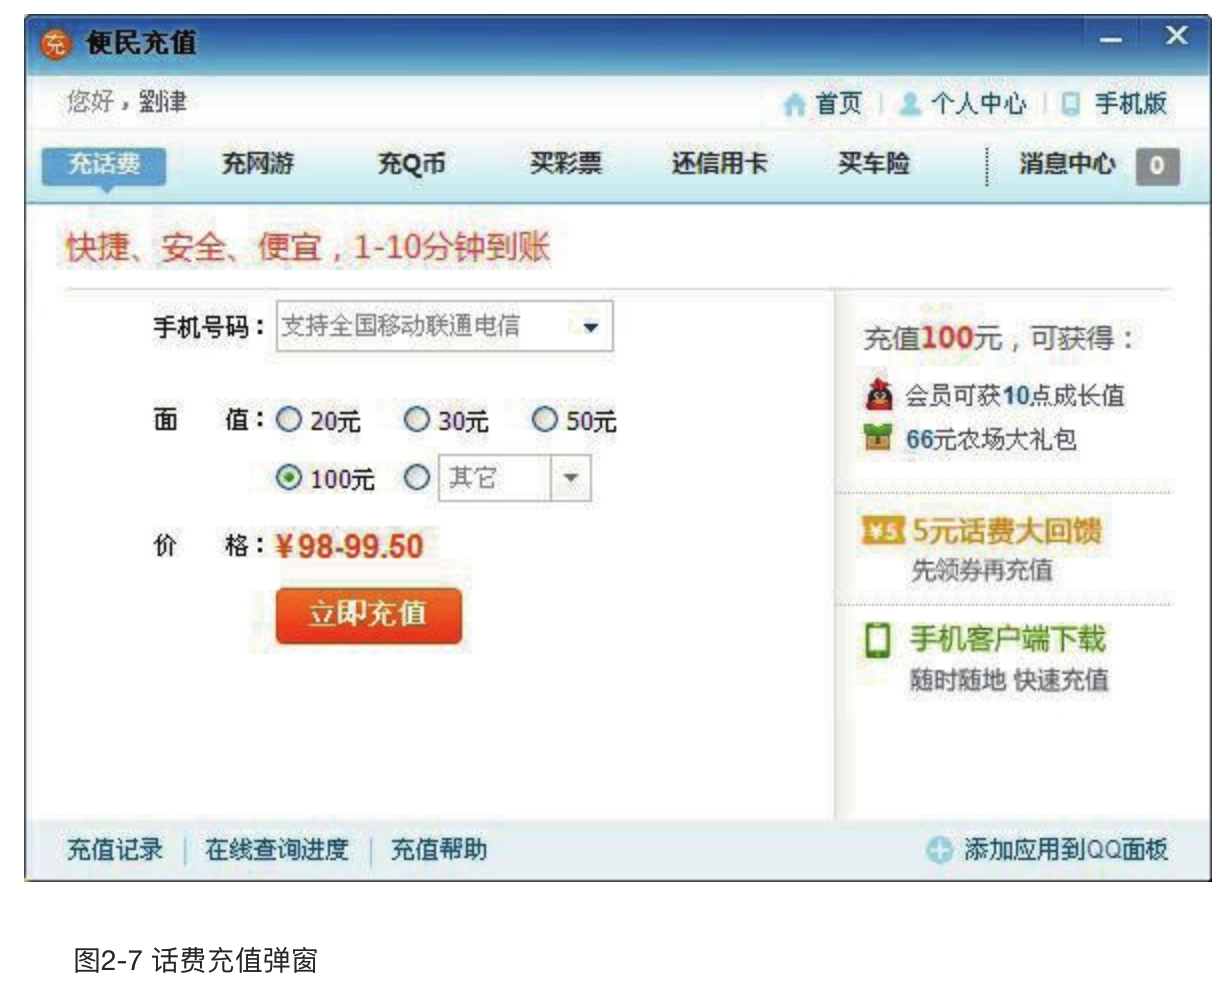 充 便民充值
您好，劉津 首页 个人中心 手机版
充话费 充网游 充Q币 买彩票 还信用卡 买车险 消息中心 0
快捷、安全、便宜，1-10分钟到账
手机号码： 支持全国移动联通电信
面 值： 20元 30元 50元
100元 其它
价 格： ¥98-99.50
立即充值
充值100元，可获得：
会员可获10点成长值
66元农场大礼包
¥5 5元话费大回馈
先领券再充值
手机客户端下载
随时随地 快速充值
充值记录 在线查询进度 充值帮助 添加应用到QQ面板
图2-7 话费充值弹窗